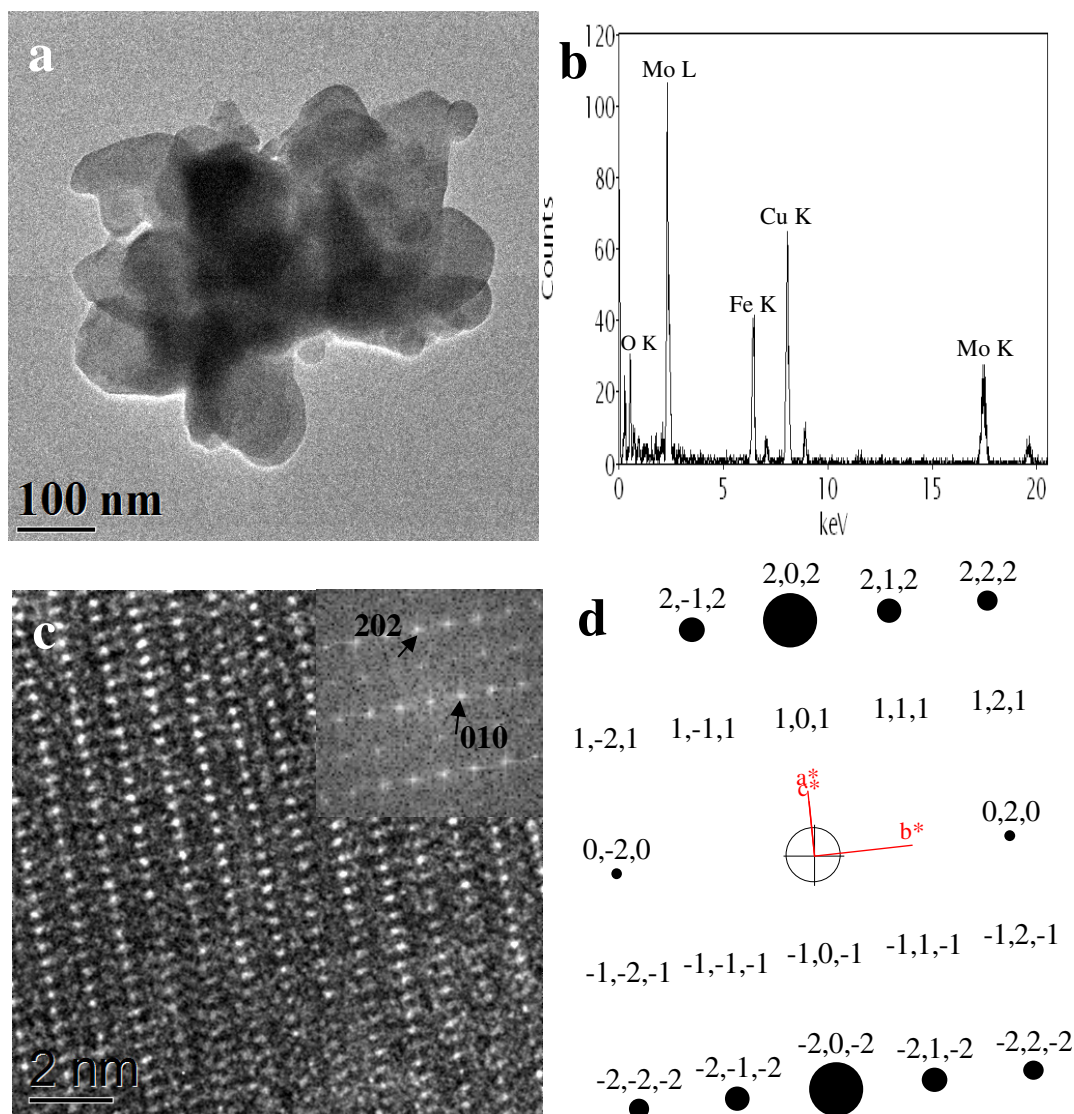 a
100 nm
b
120
100
80
60
40
20
0
Counts
Mo L
Cu K
Fe K
O K
Mo K
0
5
10
15
20
keV
c
202
010
2 nm
d
2,-1,2
2,0,2
2,1,2
2,2,2
1,-2,1
1,-1,1
1,0,1
1,1,1
1,2,1
a*
c*
b*
0,-2,0
0,2,0
-1,-2,-1
-1,-1,-1
-1,0,-1
-1,1,-1
-1,2,-1
-2,-2,-2
-2,-1,-2
-2,0,-2
-2,1,-2
-2,2,-2